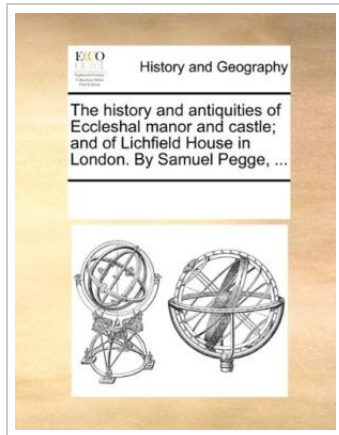 ECCO
History and Geography
The history and antiquities of
Eccleshal manor and castle;
and of Lichfield House in
London. By Samuel Pegge, ...